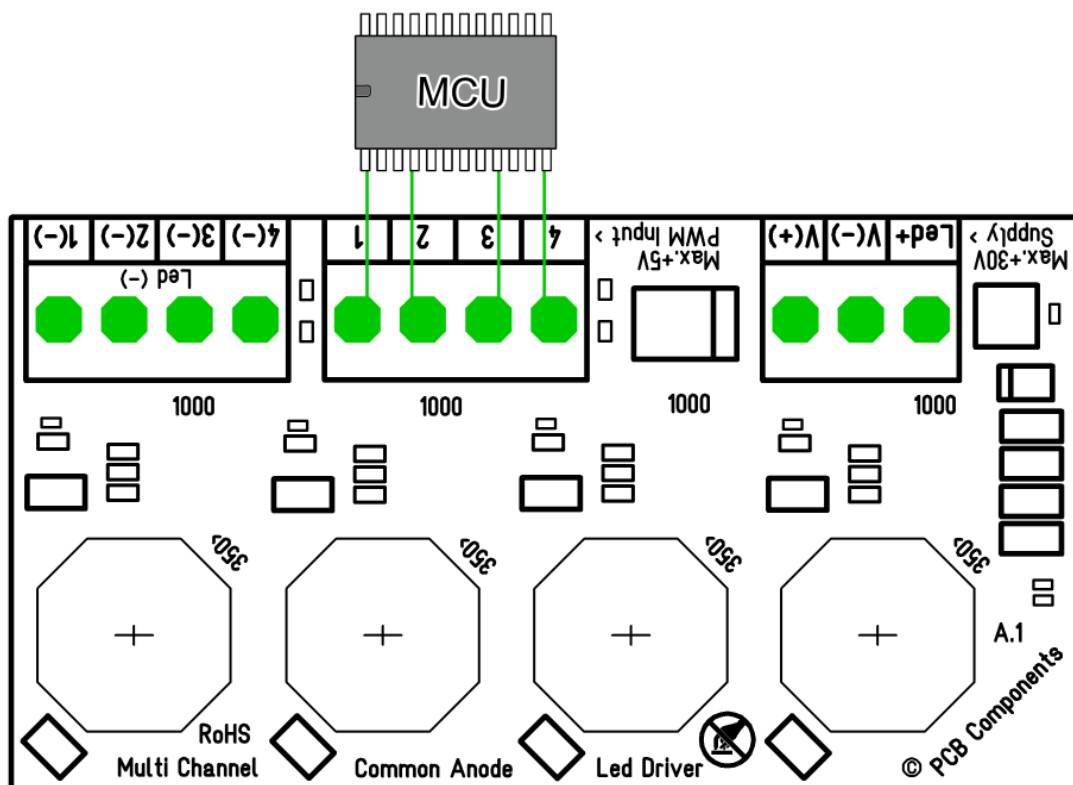 MCU
1(-) 2(-) 3(-) 4(-)
Led (-)
1 2 3 4
PWM Input >
Max.+5V
V(+) V(-) Led+
Supply >
Max.+30V
1000 1000 1000 1000
350> 350> 350> 350>
A.1
RoHS
Multi Channel Common Anode Led Driver
© PCB Components